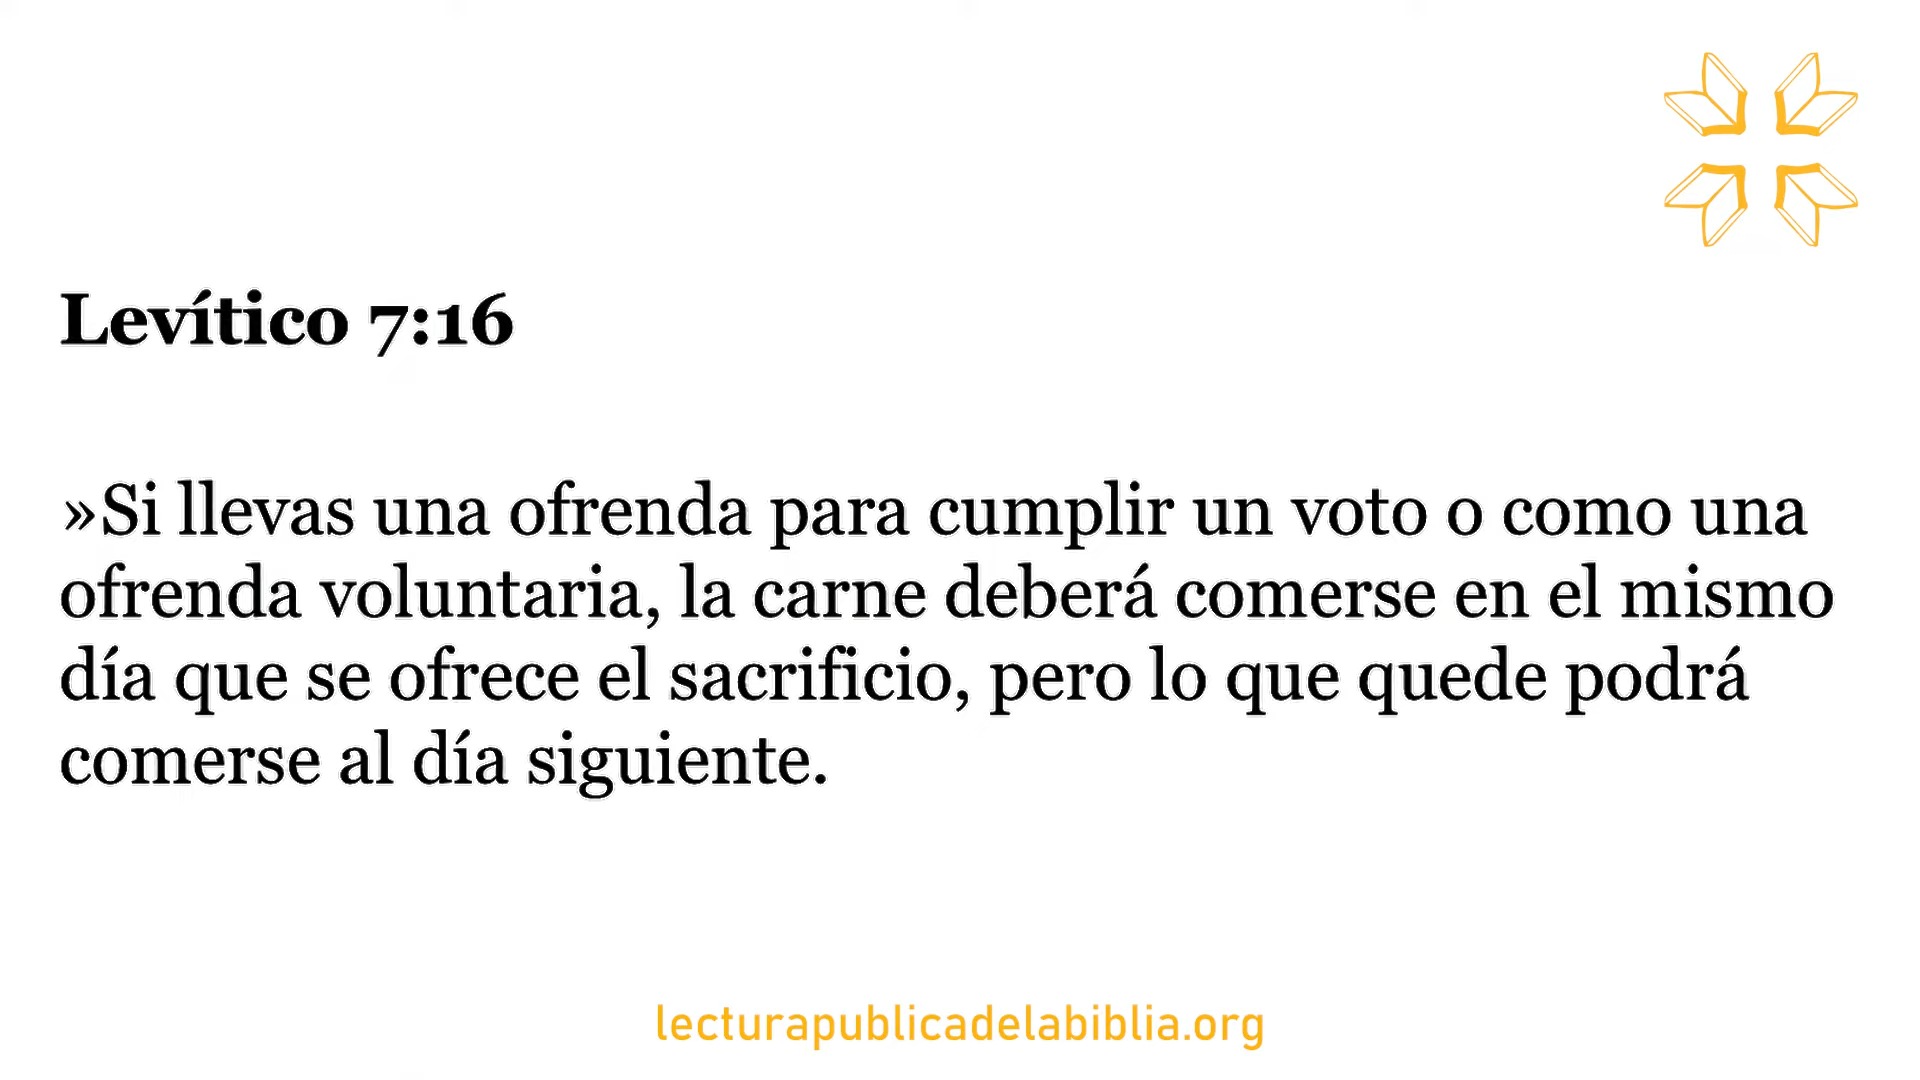 Levítico 7:16
»Si llevas una ofrenda para cumplir un voto o como una
ofrenda voluntaria, la carne deberá comerse en el mismo
día que se ofrece el sacrificio, pero lo que quede podrá
comerse al día siguiente.
lecturapublicadelabiblia.org